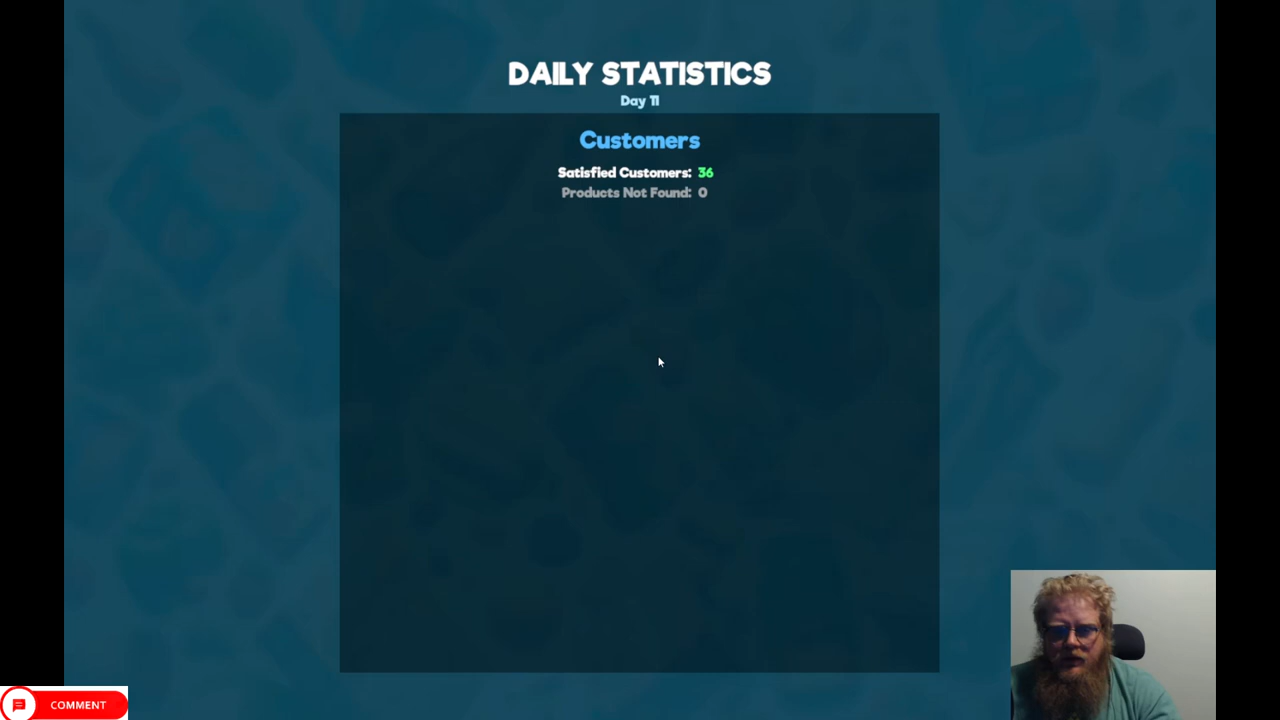 DAILY STATISTICS
Day 11
Customers
Satisfied Customers: 36
Products Not Found: 0
COMMENT